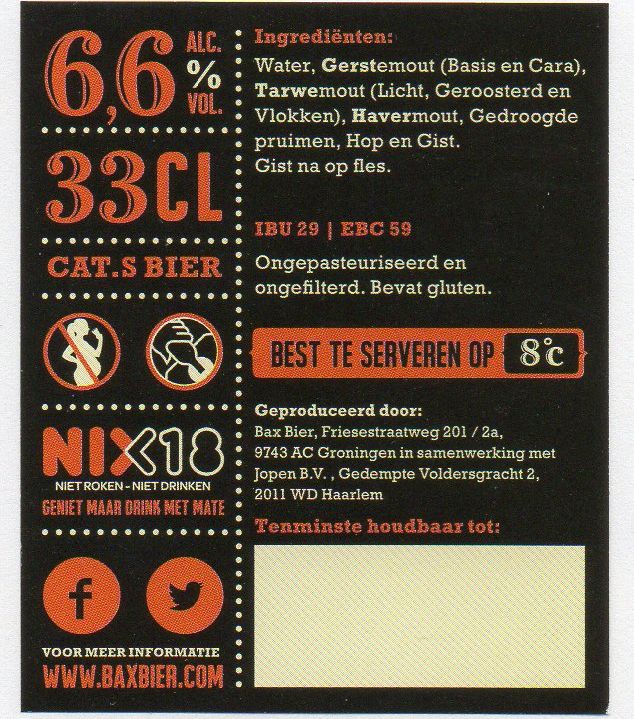 6,6 ALC. % VOL.
33CL
CAT.S BIER
NIX<18
NIET ROKEN - NIET DRINKEN
GENIET MAAR DRINK MET MATE
f
VOOR MEER INFORMATIE
WWW.BAXBIER.COM
Ingrediënten:
Water, Gerstemout (Basis en Cara),
Tarwemout (Licht, Geroosterd en
Vlokken), Havermout, Gedroogde
pruimen, Hop en Gist.
Gist na op fles.
IBU 29 | EBC 59
Ongepasteuriseerd en
ongefilterd. Bevat gluten.
BEST TE SERVEREN OP 8°C
Geproduceerd door:
Bax Bier, Friesestraatweg 201 / 2a,
9743 AC Groningen in samenwerking met
Jopen B.V. , Gedempte Voldersgracht 2,
2011 WD Haarlem
Tenminste houdbaar tot: